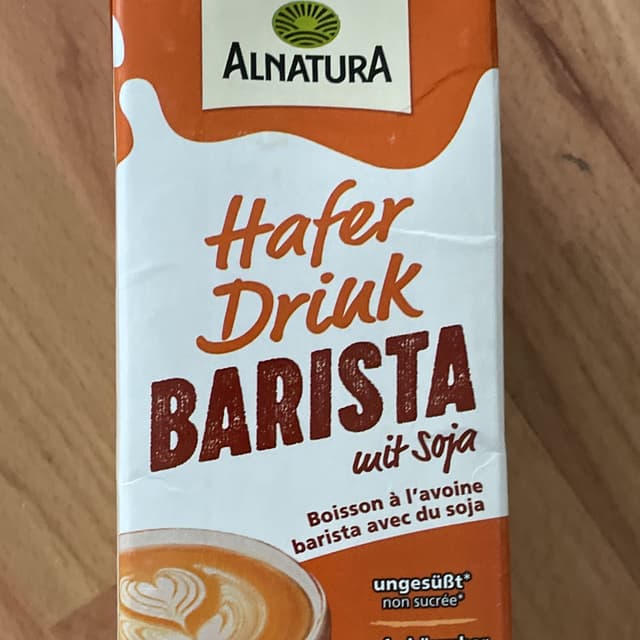 ALNATURA
Hafer
Drink
BARISTA
mit Soja
Boisson à l'avoine
barista avec du soja
ungesüßt*
non sucrée*